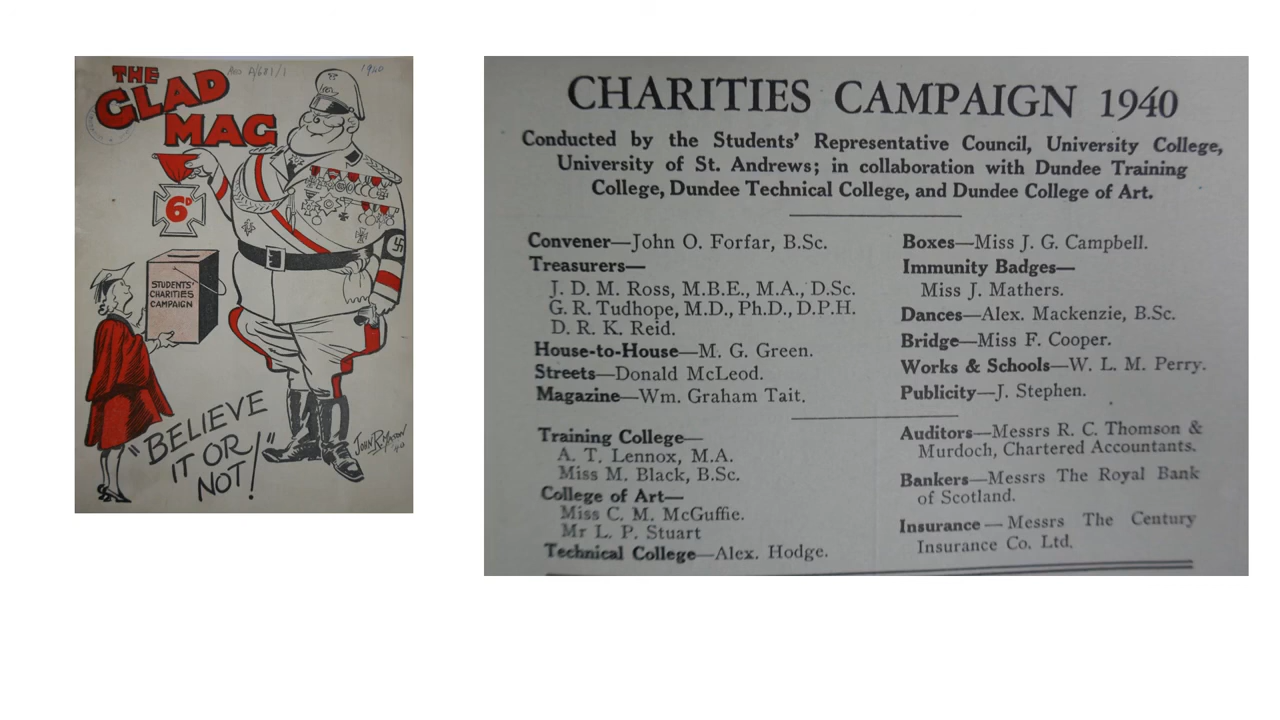 THE
GLAD
MAG
1940
6D
STUDENTS'
CHARITIES
CAMPAIGN
"BELIEVE
IT OR
NOT!"
JOHN R. MASON
'40
CHARITIES CAMPAIGN 1940
Conducted by the Students' Representative Council, University College,
University of St. Andrews; in collaboration with Dundee Training
College, Dundee Technical College, and Dundee College of Art.
Convener—John O. Forfar, B.Sc.
Treasurers—
J. D. M. Ross, M.B.E., M.A., D.Sc.
G. R. Tudhope, M.D., Ph.D., D.P.H.
D. R. K. Reid.
House-to-House—M. G. Green.
Streets—Donald McLeod.
Magazine—Wm. Graham Tait.
Boxes—Miss J. G. Campbell.
Immunity Badges—
Miss J. Mathers.
Dances—Alex. Mackenzie, B.Sc.
Bridge—Miss F. Cooper.
Works & Schools—W. L. M. Perry.
Publicity—J. Stephen.
Training College—
A. T. Lennox, M.A.
Miss M. Black, B.Sc.
College of Art—
Miss C. M. McGuffie.
Mr L. P. Stuart
Technical College—Alex. Hodge.
Auditors—Messrs R. C. Thomson &
Murdoch, Chartered Accountants.
Bankers—Messrs The Royal Bank
of Scotland.
Insurance—Messrs The Century
Insurance Co. Ltd.